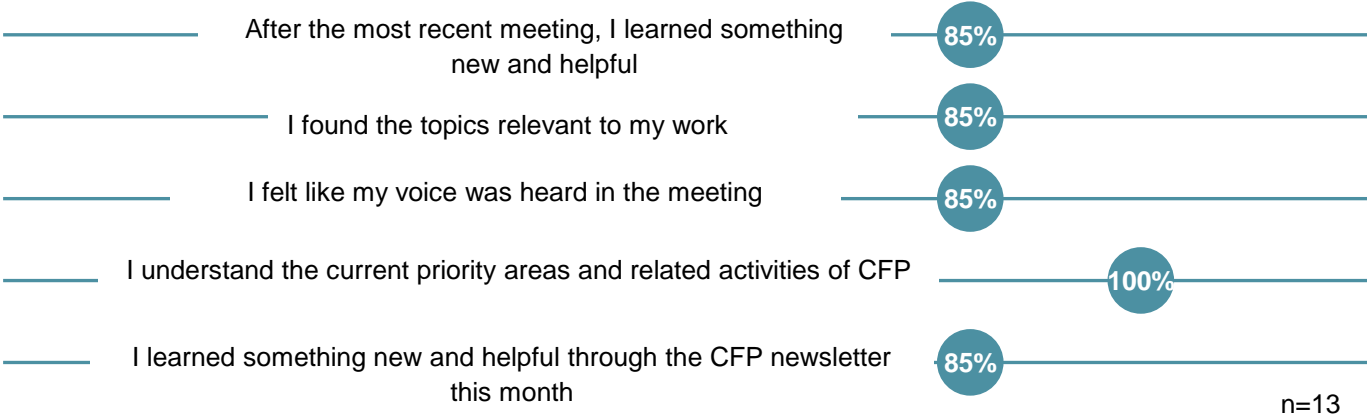 After the most recent meeting, I learned something
new and helpful
85%
I found the topics relevant to my work
85%
I felt like my voice was heard in the meeting
85%
I understand the current priority areas and related activities of CFP
100%
I learned something new and helpful through the CFP newsletter
this month
85%
n=13